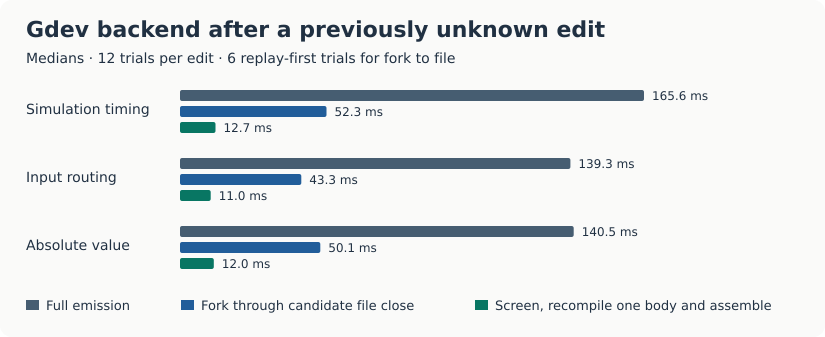 Gdev backend after a previously unknown edit
Medians · 12 trials per edit · 6 replay-first trials for fork to file
Simulation timing
165.6 ms
52.3 ms
12.7 ms
Input routing
139.3 ms
43.3 ms
11.0 ms
Absolute value
140.5 ms
50.1 ms
12.0 ms
Full emission
Fork through candidate file close
Screen, recompile one body and assemble